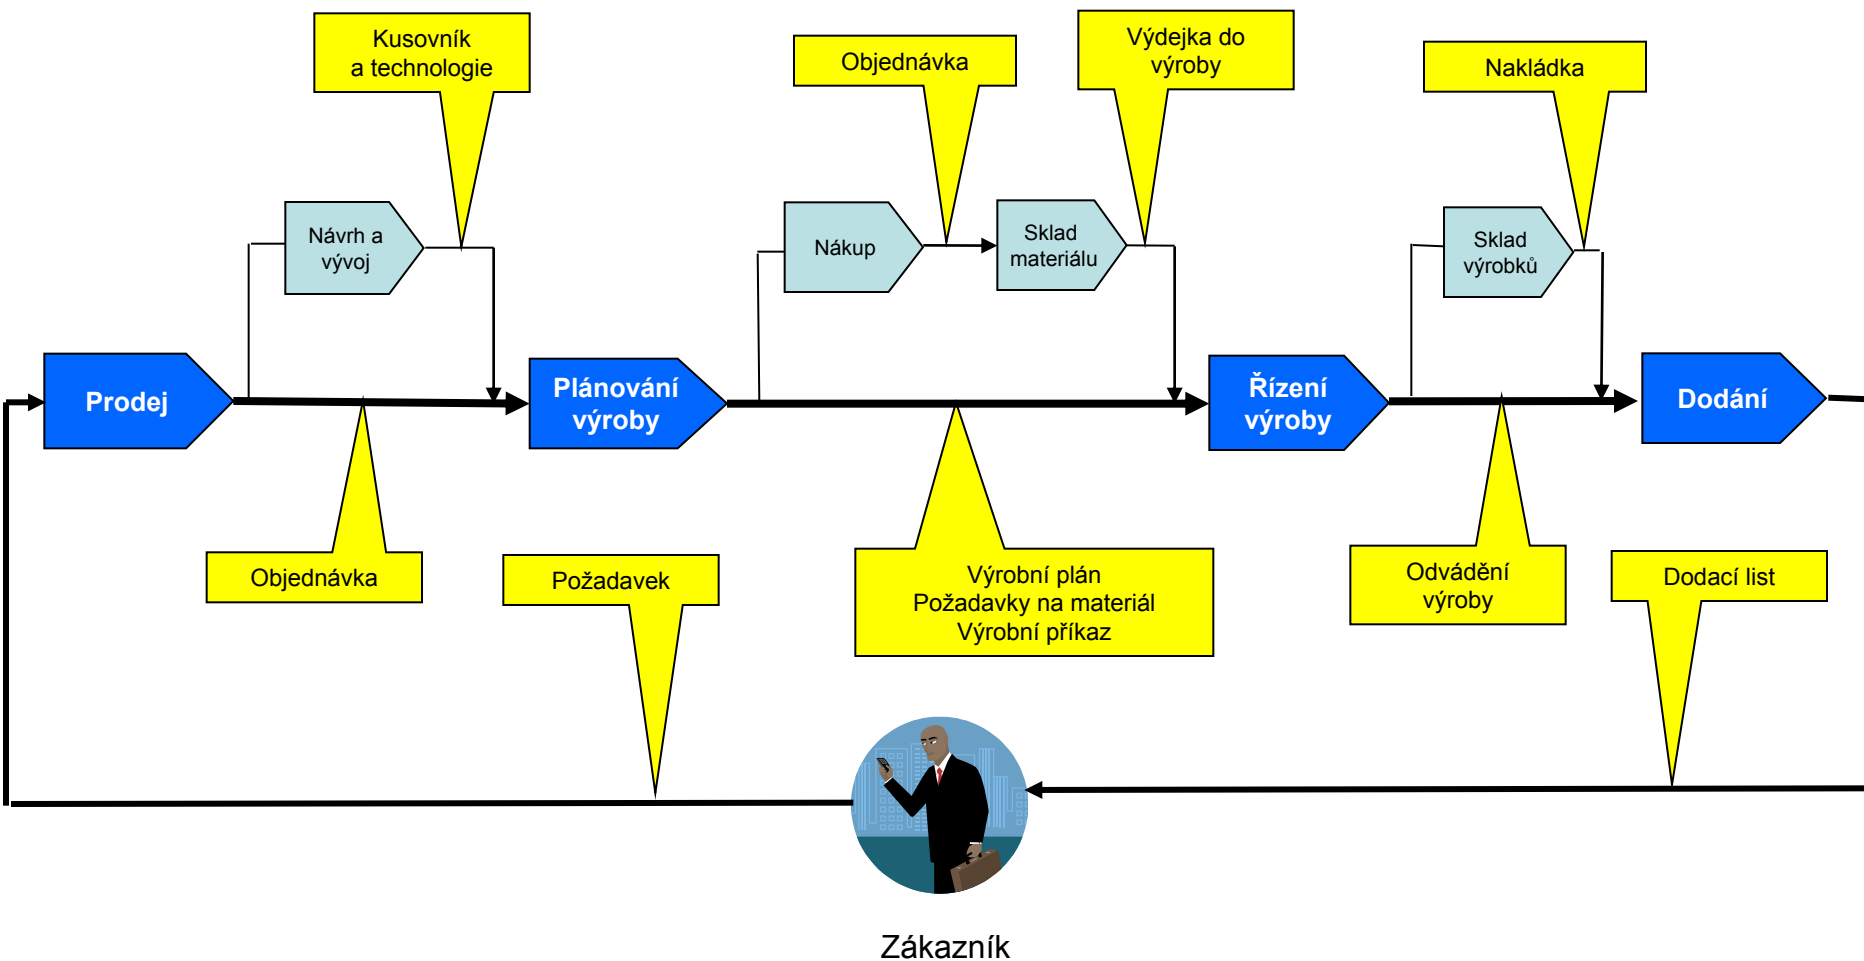 Kusovník
a technologie
Objednávka
Výdejka do
výroby
Nakládka
Návrh a
vývoj
Nákup
Sklad
materiálu
Sklad
výrobků
Prodej
Plánování
výroby
Řízení
výroby
Dodání
Objednávka
Požadavek
Výrobní plán
Požadavky na materiál
Výrobní příkaz
Odvádění
výroby
Dodací list
Zákazník